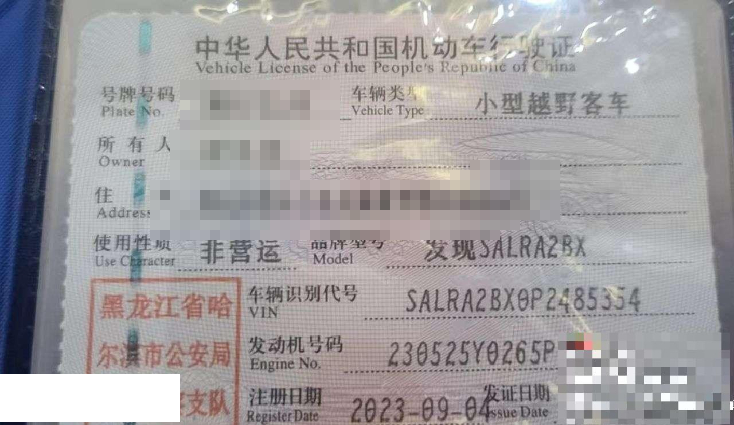 中华人民共和国机动车行驶证
Vehicle License of the People's Republic of China
号牌号码 车辆类型 小型越野客车
Plate No. Vehicle Type
所有人
Owner
住
Address
使用性质 非营运 品牌型号 发现SALRA2BX
Use Character Model
车辆识别代号 SALRA2BX0P2485354
VIN
发动机号码 230525Y0265P
Engine No.
注册日期 2023-09-04 发证日期
Register Date Issue Date
黑龙江省哈
尔滨市公安局
支队